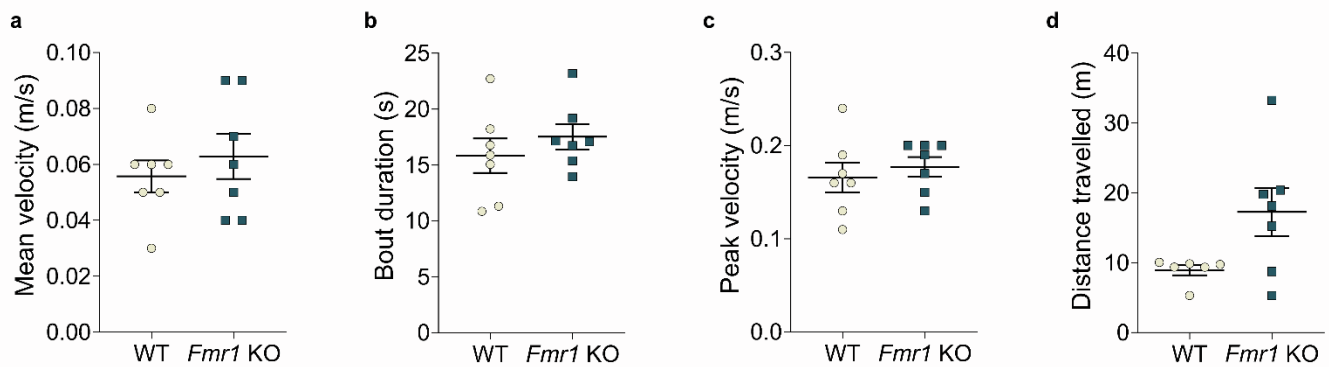 a
Mean velocity (m/s)
0.10
0.08
0.06
0.04
0.02
0.00
WT
Fmr1 KO
b
Bout duration (s)
25
20
15
10
5
0
WT
Fmr1 KO
c
Peak velocity (m/s)
0.3
0.2
0.1
0.0
WT
Fmr1 KO
d
Distance travelled (m)
40
30
20
10
0
WT
Fmr1 KO